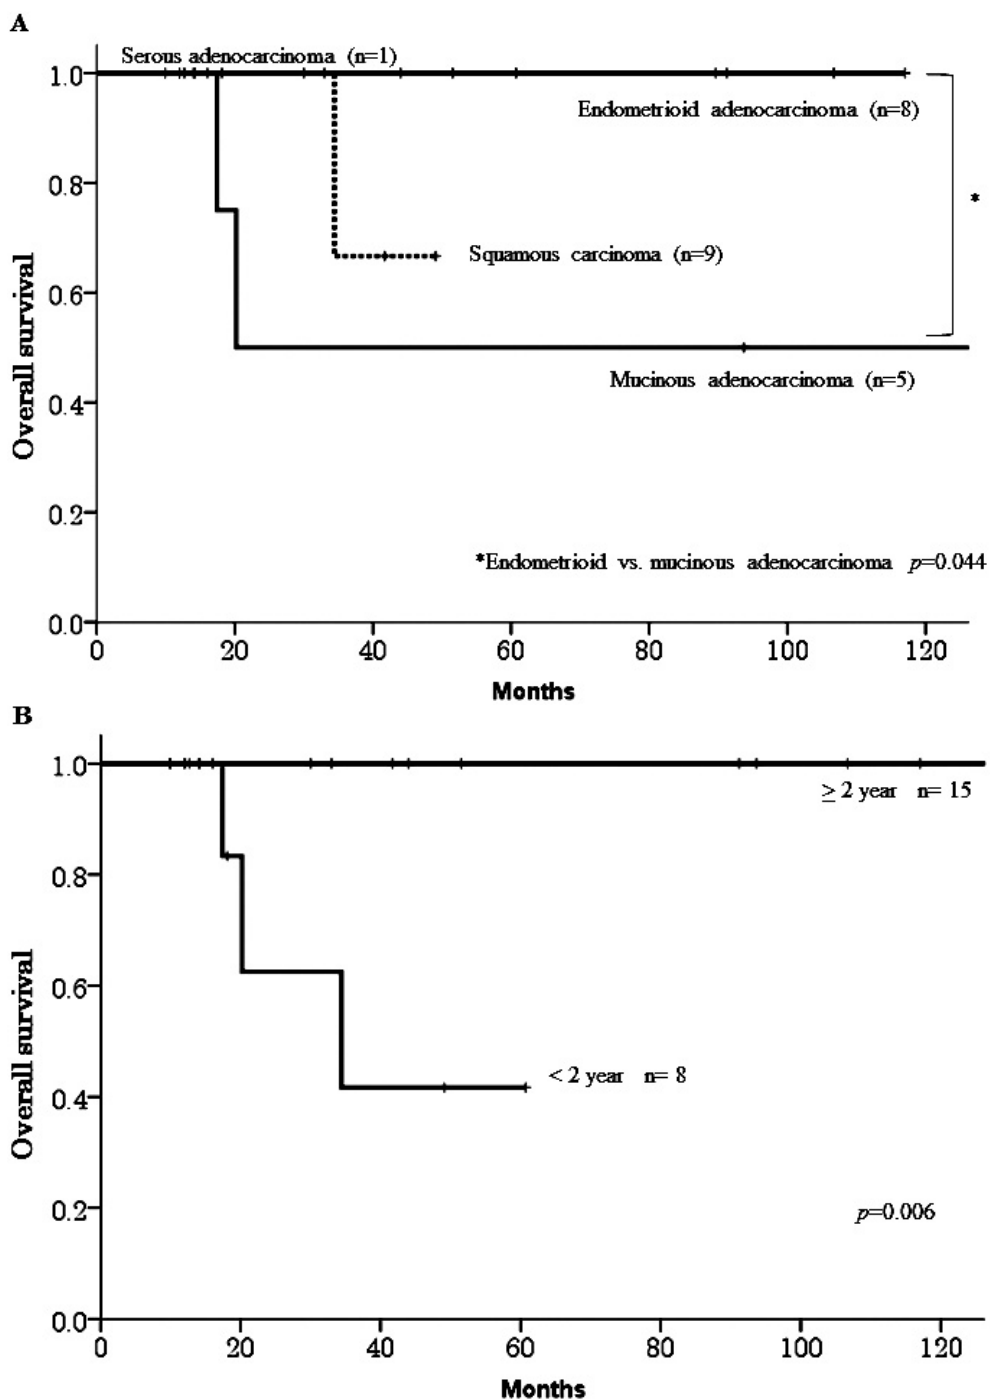 A
Serous adenocarcinoma (n=1)
1.0
Endometrioid adenocarcinoma (n=8)
0.8
*
Squamous carcinoma (n=9)
0.6
Mucinous adenocarcinoma (n=5)
0.4
0.2
*Endometrioid vs. mucinous adenocarcinoma p=0.044
0.0
Overall survival
0 20 40 60 80 100 120
Months
B
1.0
≥ 2 year n= 15
0.8
0.6
< 2 year n= 8
0.4
0.2
p=0.006
0.0
Overall survival
0 20 40 60 80 100 120
Months